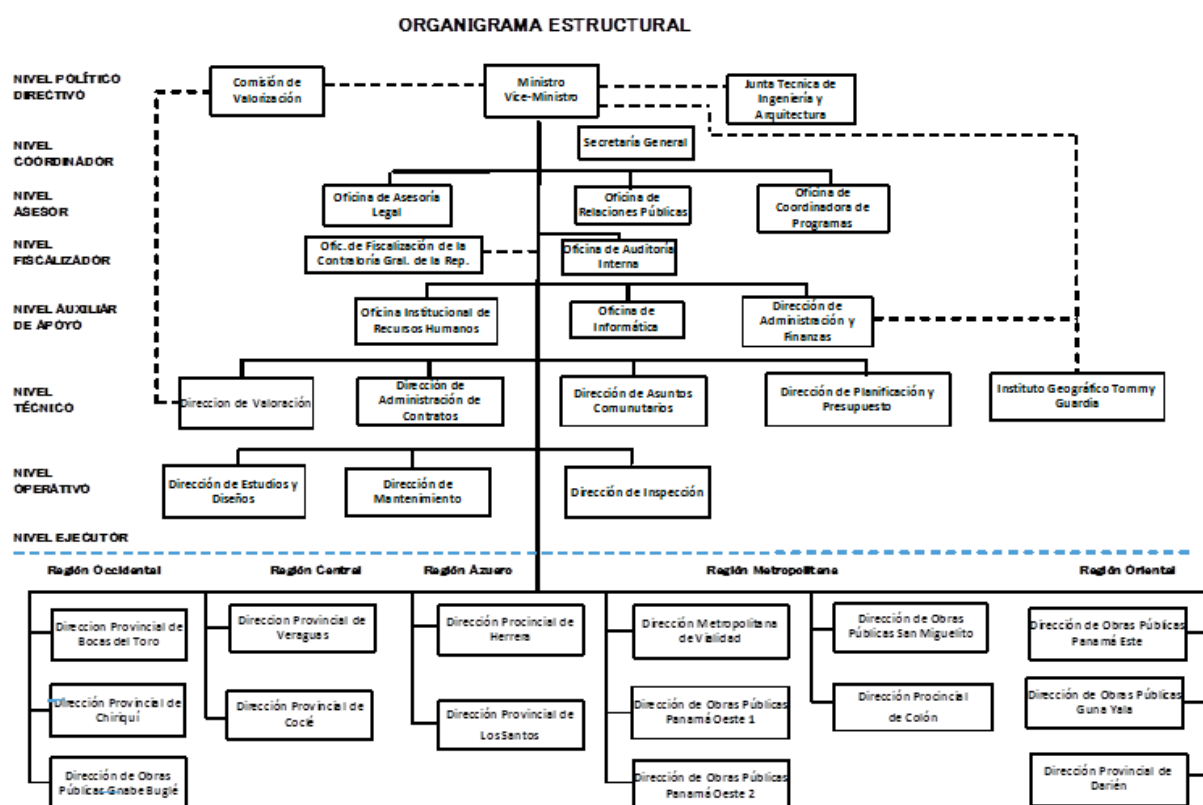 ORGANIGRAMA ESTRUCTURAL
NIVEL POLÍTICO
DIRECTIVO
Comisión de
Valorización
Ministro
Vice-Ministro
Junta Tecnica de
Ingeniería y
Arquitectura
NIVEL
COORDINADOR
Secretaría General
NIVEL
ASESOR
Oficina de Asesoría
Legal
Oficina de
Relaciones Públicas
Oficina de
Coordinadora de
Programas
NIVEL
FISCALIZADOR
Ofic. de Fiscalización de la
Contraloría Gral. de la Rep.
Oficina de Auditoría
Interna
NIVEL AUXILIAR
DE APOYO
Oficina Institucional de
Recursos Humanos
Oficina de
Informática
Dirección de
Administración y
Finanzas
NIVEL
TÉCNICO
Direccion de Valoración
Dirección de
Administración de
Contratos
Dirección de Asuntos
Comunutarios
Dirección de Planificación y
Presupuesto
Instituto Geográfico Tommy
Guardia
NIVEL
OPERATIVO
Dirección de Estudios y
Diseños
Dirección de
Mantenimiento
Dirección de Inspección
NIVEL EJECUTOR
Región Occidental
Región Central
Región Azuero
Región Metropolitana
Región Oriental
Direccion Provincial de
Bocas del Toro
Dirección Provincial de
Chiriquí
Dirección de Obras
Públicas Gnabe Buglé
Direccion Provincial de
Veraguas
Dirección Provincial de
Coclé
Dirección Procincial de
Herrera
Dirección Provincial de
Los Santos
Dirección Metropolitana
de Vialidad
Dirección de Obras Públicas
Panamá Oeste 1
Dirección de Obras Públicas
Panamá Oeste 2
Dirección de Obras
Públicas San Miguelito
Dirección Procincial
de Colón
Dirección de Obras Públicas
Panamá Este
Dirección de Obras Públicas
Guna Yala
Dirección Provincial de
Darién